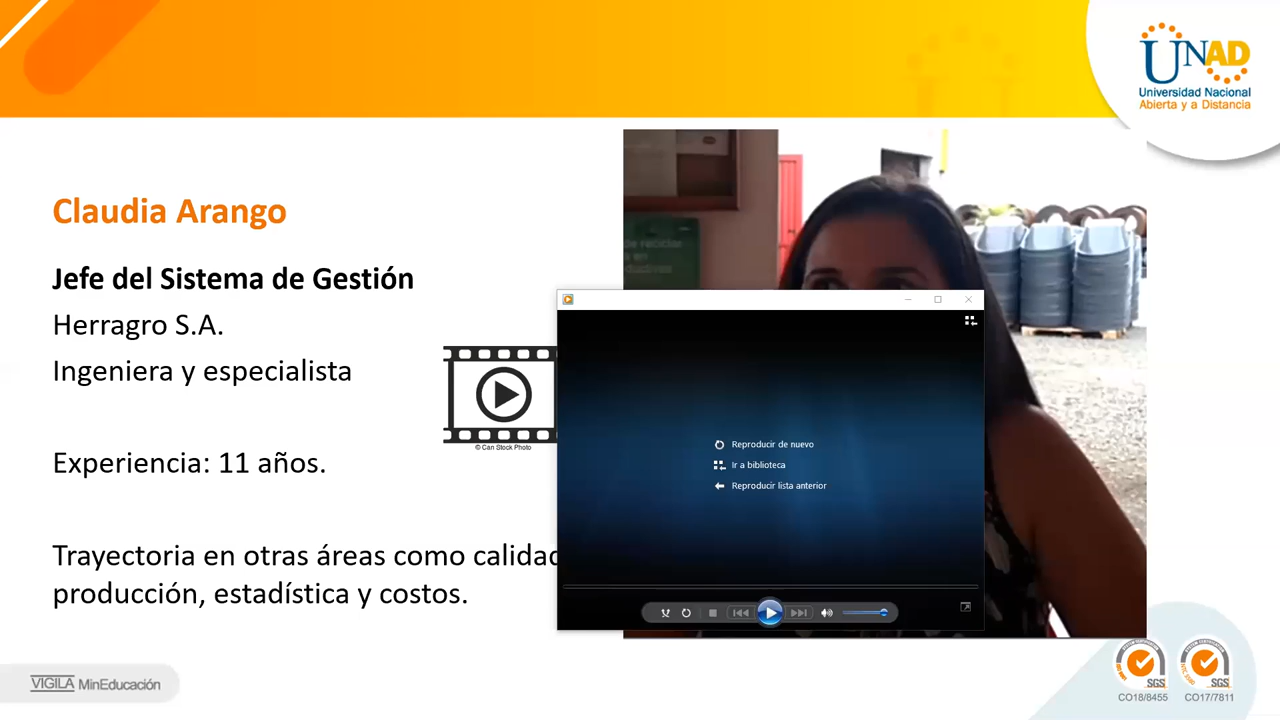 UNAD
Universidad Nacional
Abierta y a Distancia
Claudia Arango
Jefe del Sistema de Gestión
Herragro S.A.
Ingeniera y especialista
© Can Stock Photo
Experiencia: 11 años.
Trayectoria en otras áreas como calidad
producción, estadística y costos.
de reciclar
Reproducir de nuevo
Ir a biblioteca
Reproducir lista anterior
VIGILA MinEducación
SGS
CO18/8455
SGS
CO17/7811